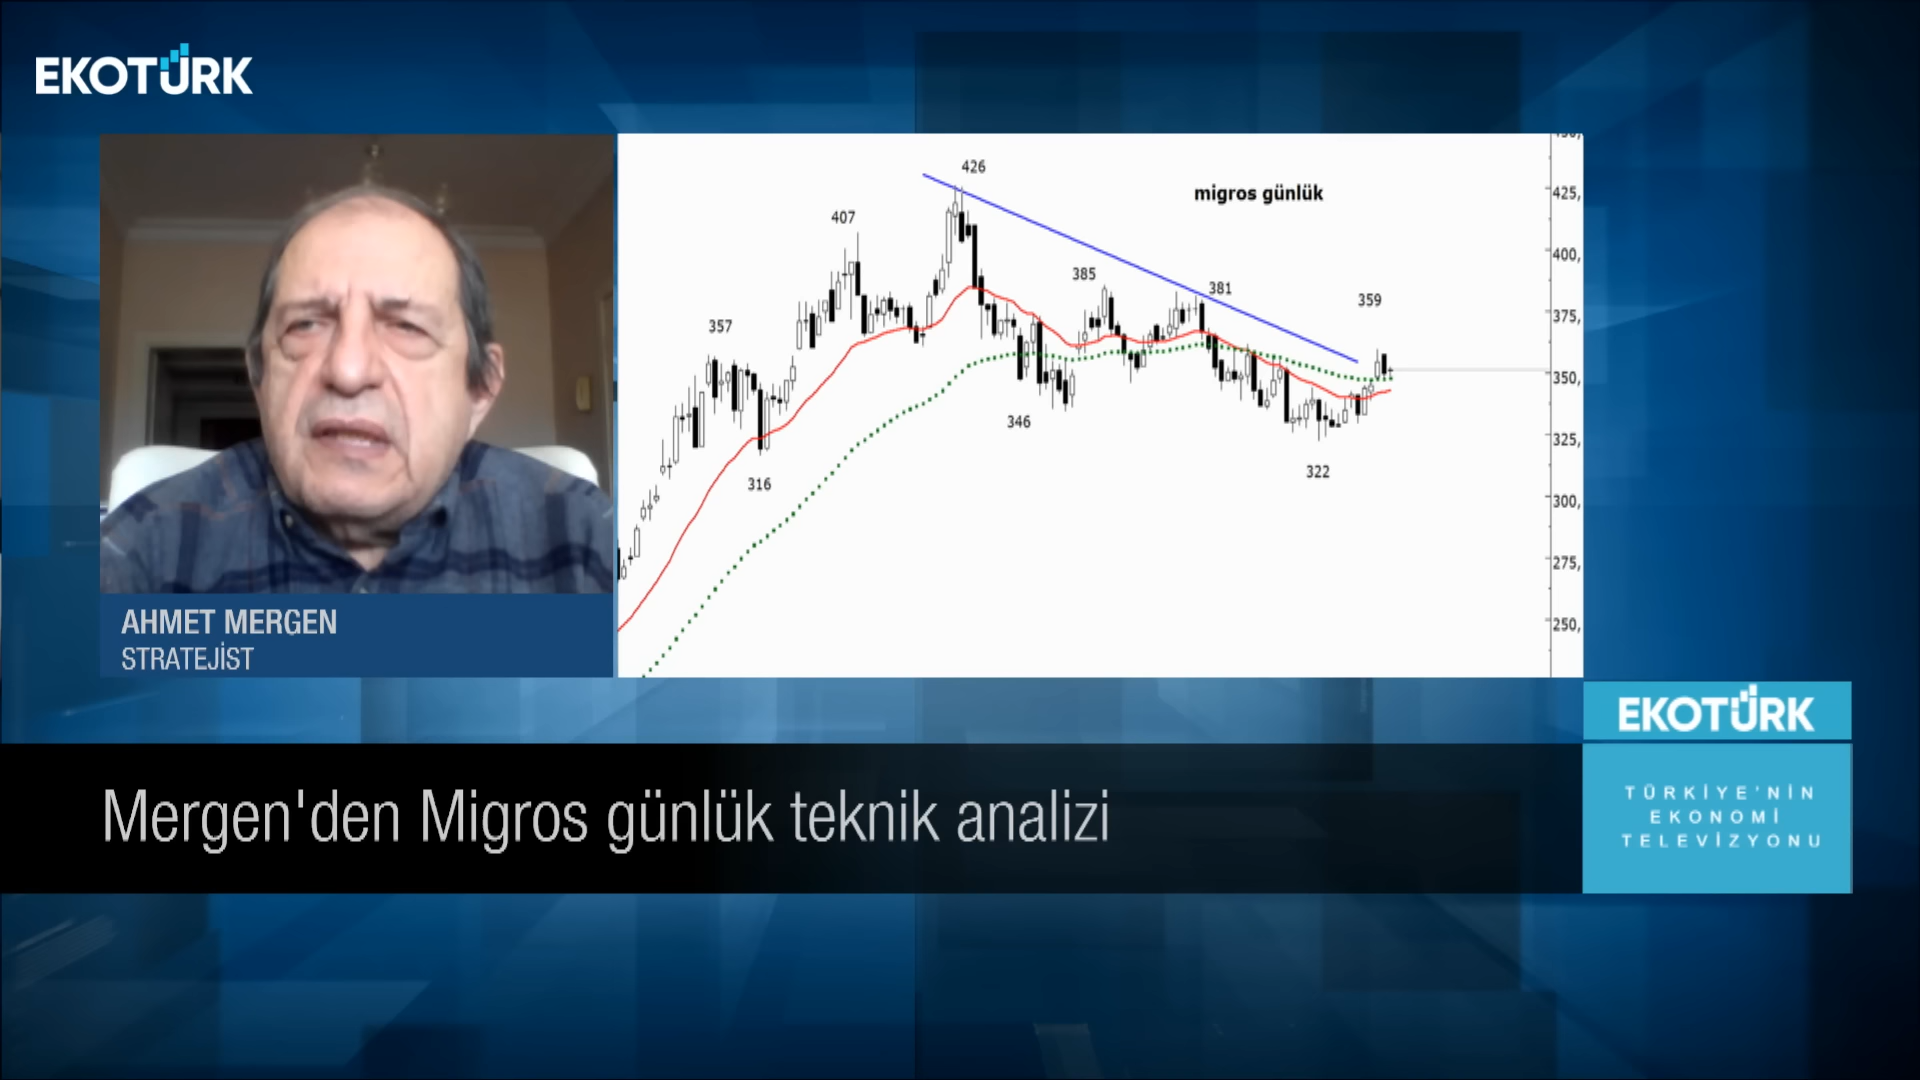 EKOTÜRK
426
migros günlük
407
425,
400,
385
381
359
375,
357
350,
346
325,
322
316
300,
275,
250,
AHMET MERGEN
STRATEJİST
EKOTÜRK
Mergen'den Migros günlük teknik analizi
TÜRKİYE'NİN
EKONOMİ
TELEVİZYONU